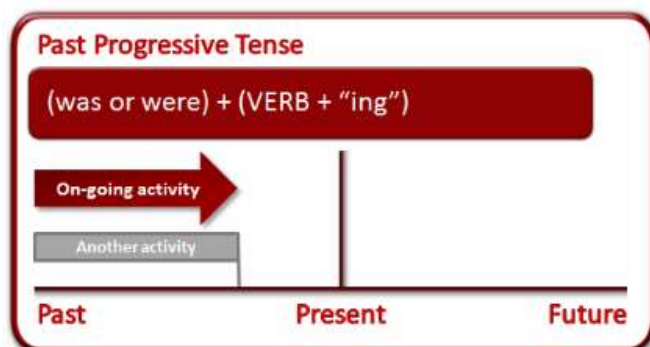 Past Progressive Tense
(was or were) + (VERB + “ing”)
On-going activity
Another activity
Past Present Future